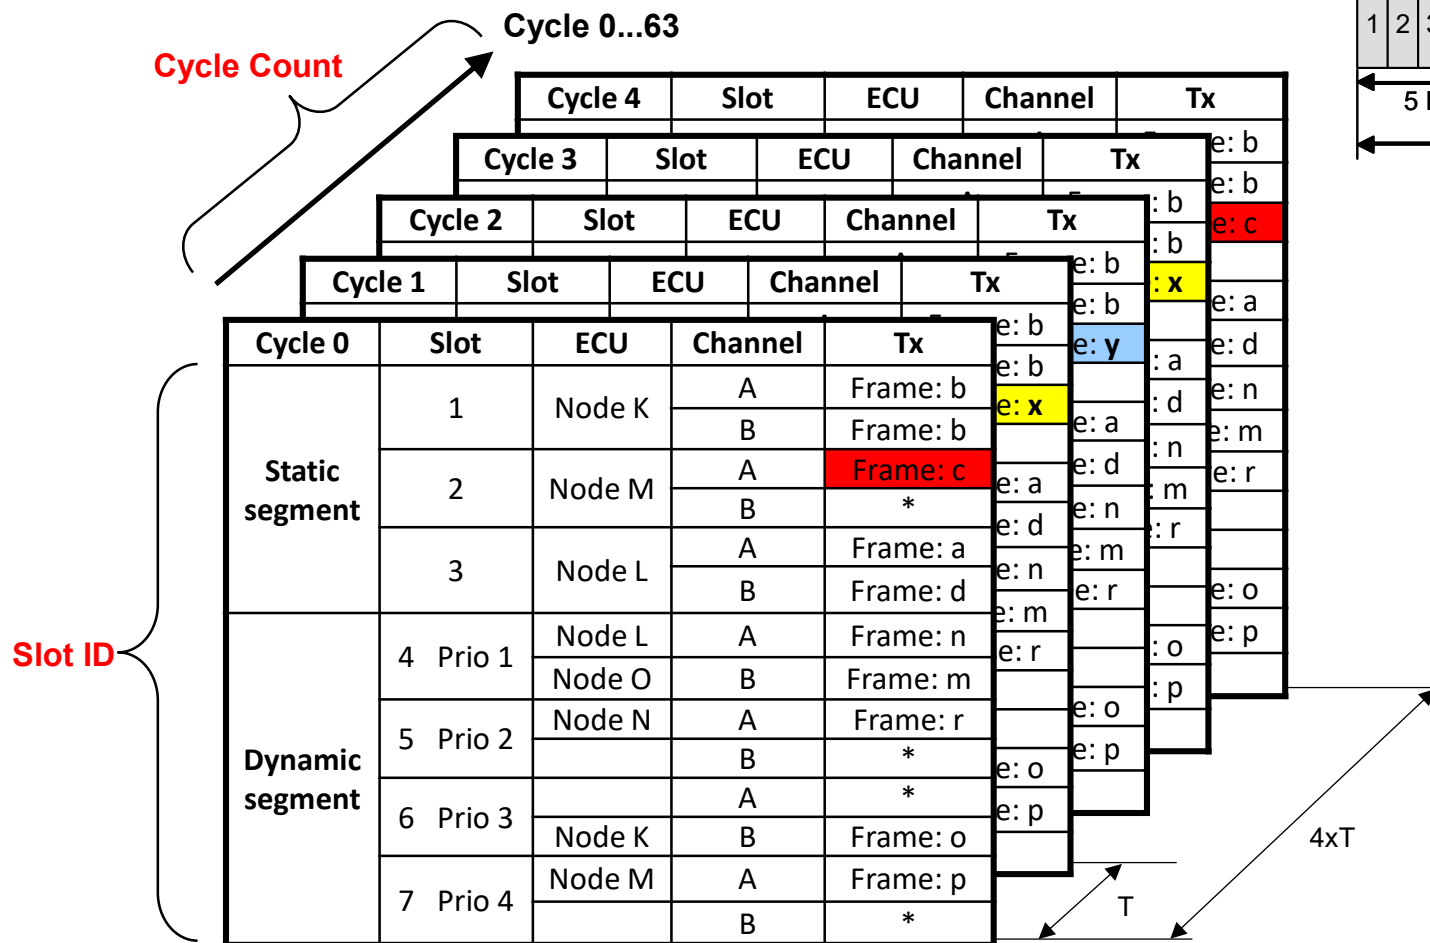 Cycle 0...63
Cycle Count
1 2
5
Cycle 4 Slot ECU Channel Tx
e: b
e: b
e: c
e: a
e: d
e: n
e: m
e: r
e: o
e: p
Cycle 3 Slot ECU Channel Tx
: b
: b
: x
: a
: d
: n
: m
: r
: o
: p
Cycle 2 Slot ECU Channel Tx
e: b
e: b
e: y
e: a
e: d
e: n
e: m
e: r
e: o
e: p
Cycle 1 Slot ECU Channel Tx
e: b
e: b
e: x
e: a
e: d
e: n
e: m
e: r
e: o
e: p
Cycle 0 Slot ECU Channel Tx
Static segment
1 Node K A Frame: b
B Frame: b
2 Node M A Frame: c
B *
3 Node L A Frame: a
B Frame: d
Slot ID
Dynamic segment
4 Prio 1 Node L A Frame: n
Node O B Frame: m
5 Prio 2 Node N A Frame: r
B *
6 Prio 3 A *
Node K B Frame: o
7 Prio 4 Node M A Frame: p
B *
T
4xT